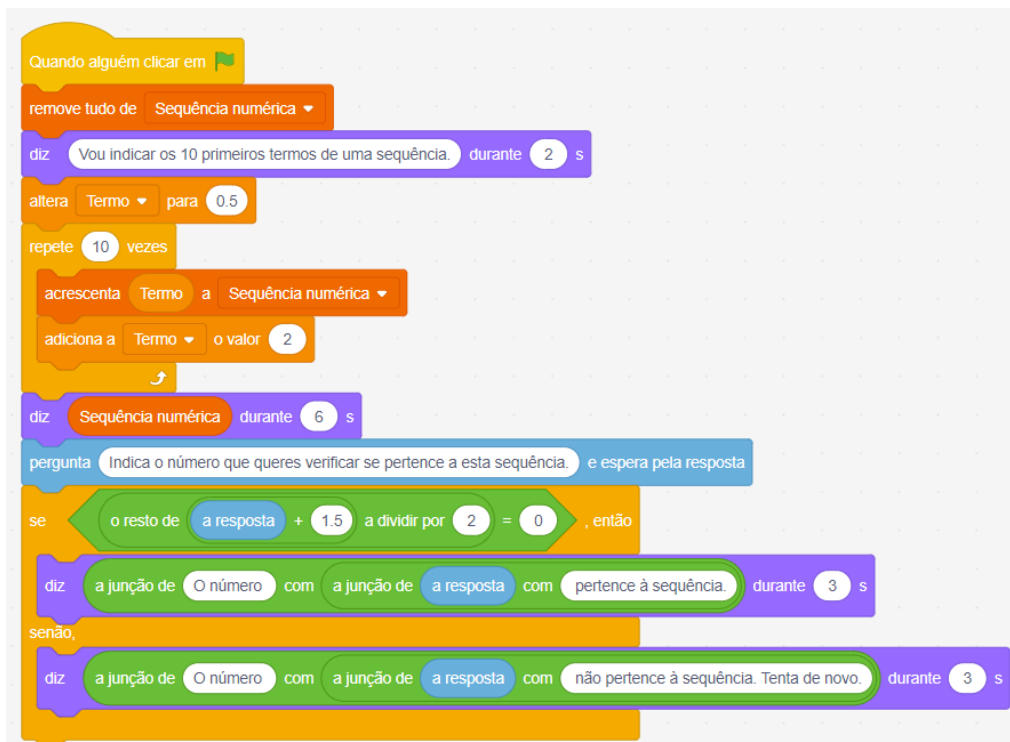 Quando alguém clicar em
remove tudo de Sequência numérica
diz Vou indicar os 10 primeiros termos de uma sequência. durante 2 s
altera Termo para 0.5
repete 10 vezes
acrescenta Termo a Sequência numérica
adiciona a Termo o valor 2
diz Sequência numérica durante 6 s
pergunta Indica o número que queres verificar se pertence a esta sequência. e espera pela resposta
se o resto de a resposta + 1.5 a dividir por 2 = 0 , então
diz a junção de O número com a junção de a resposta com pertence à sequência. durante 3 s
senão,
diz a junção de O número com a junção de a resposta com não pertence à sequência. Tenta de novo. durante 3 s